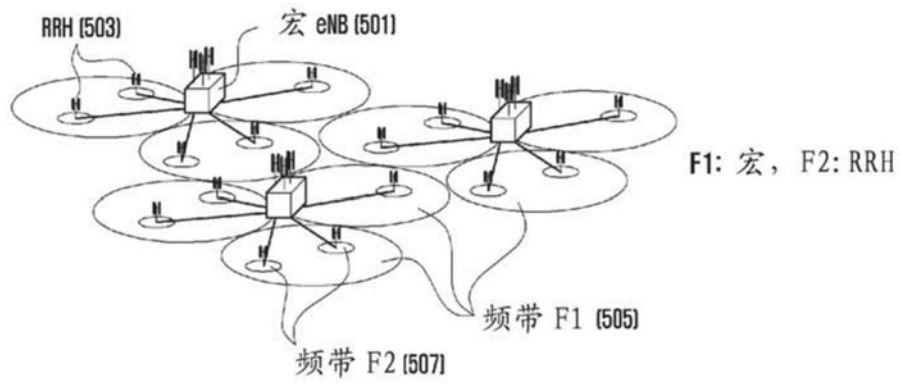 宏 eNB (501)
RRH (503)
H H H H H
H H H H H
H H H H H
F1: 宏, F2: RRH
频带 F1 (505)
频带 F2 (507)